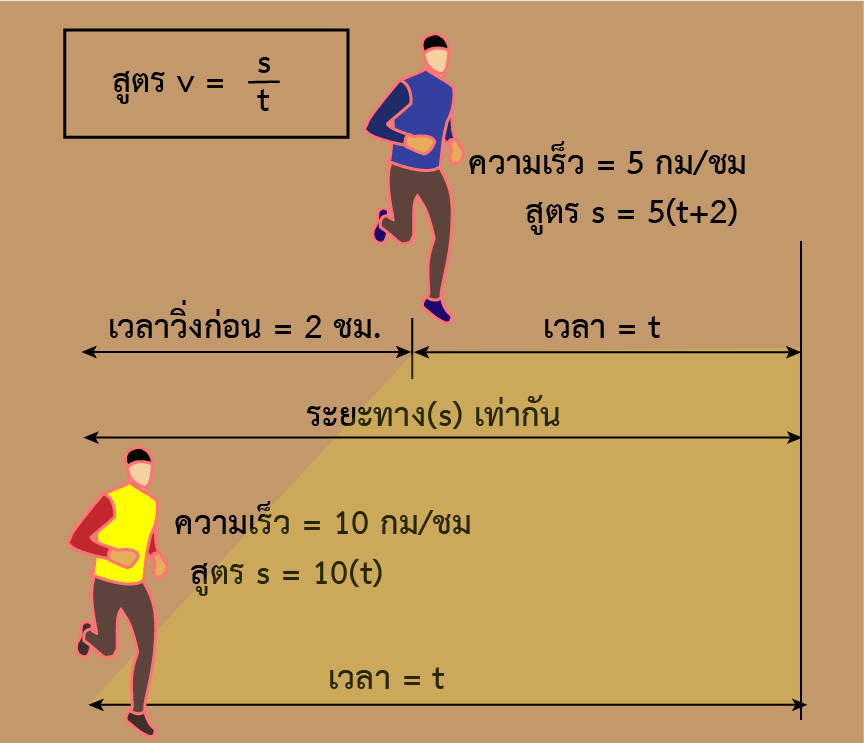 สูตร v = s/t
ความเร็ว = 5 กม/ชม
สูตร s = 5(t+2)
เวลาวิ่งก่อน = 2 ชม.
เวลา = t
ระยะทาง(s) เท่ากัน
ความเร็ว = 10 กม/ชม
สูตร s = 10(t)
เวลา = t